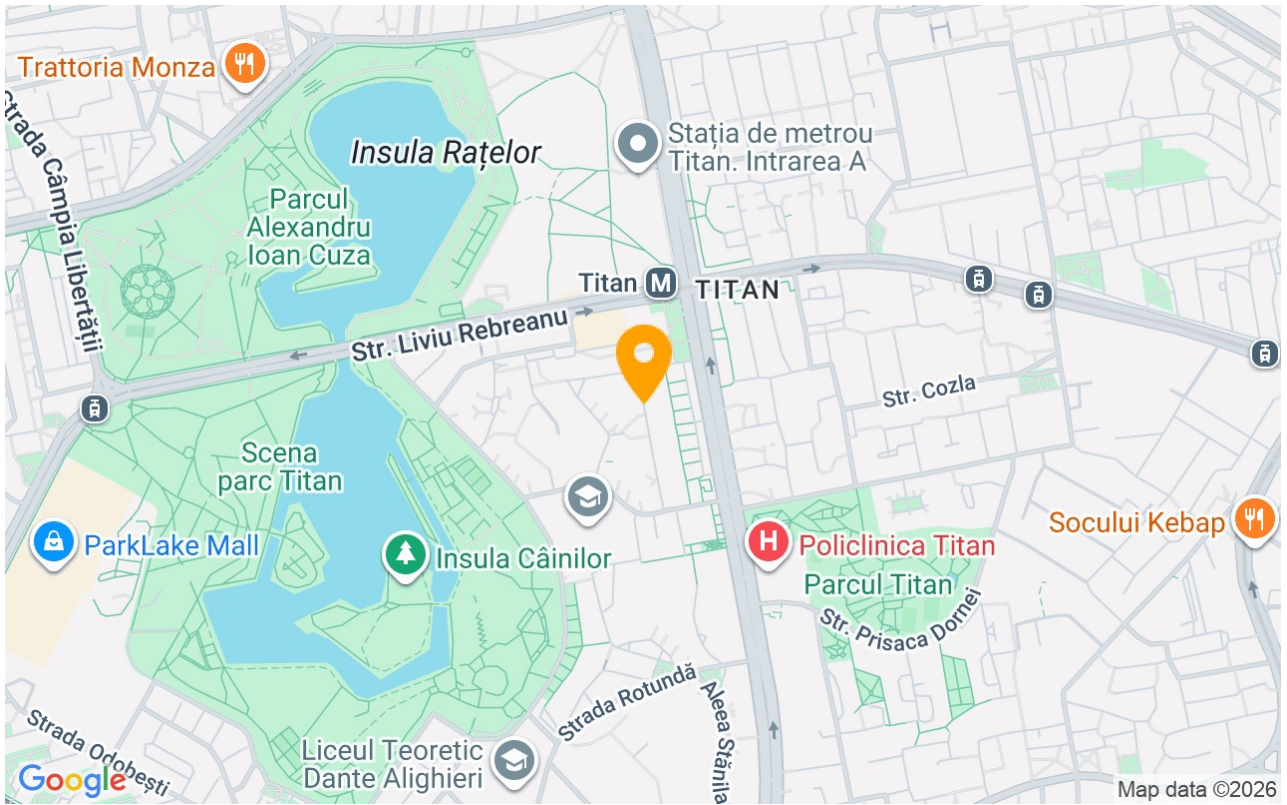 Trattoria Monza
Strada Câmpia Libertății
Insula Rațelor
Stația de metrou
Titan. Intrarea A
Parcul
Alexandru
Ioan Cuza
Titan
M
TITAN
Str. Liviu Rebreanu
Str. Cozla
Scena
parc Titan
ParkLake Mall
Insula Câinilor
H
Policlinica Titan
Parcul Titan
Socului Kebap
Str. Prisaca Dornei
Strada Rotundă
Aleea Stănila
Strada Odobești
Liceul Teoretic
Dante Alighieri
Google
Map data ©2026